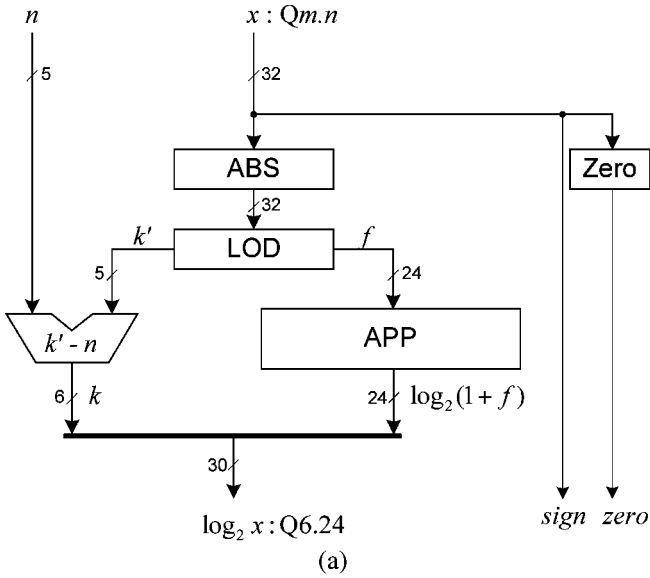 n
x : Qm.n
5
32
ABS
Zero
32
k'
LOD
f
5
24
k' - n
APP
6
k
24
log₂(1 + f)
30
log₂ x : Q6.24
sign
zero
(a)